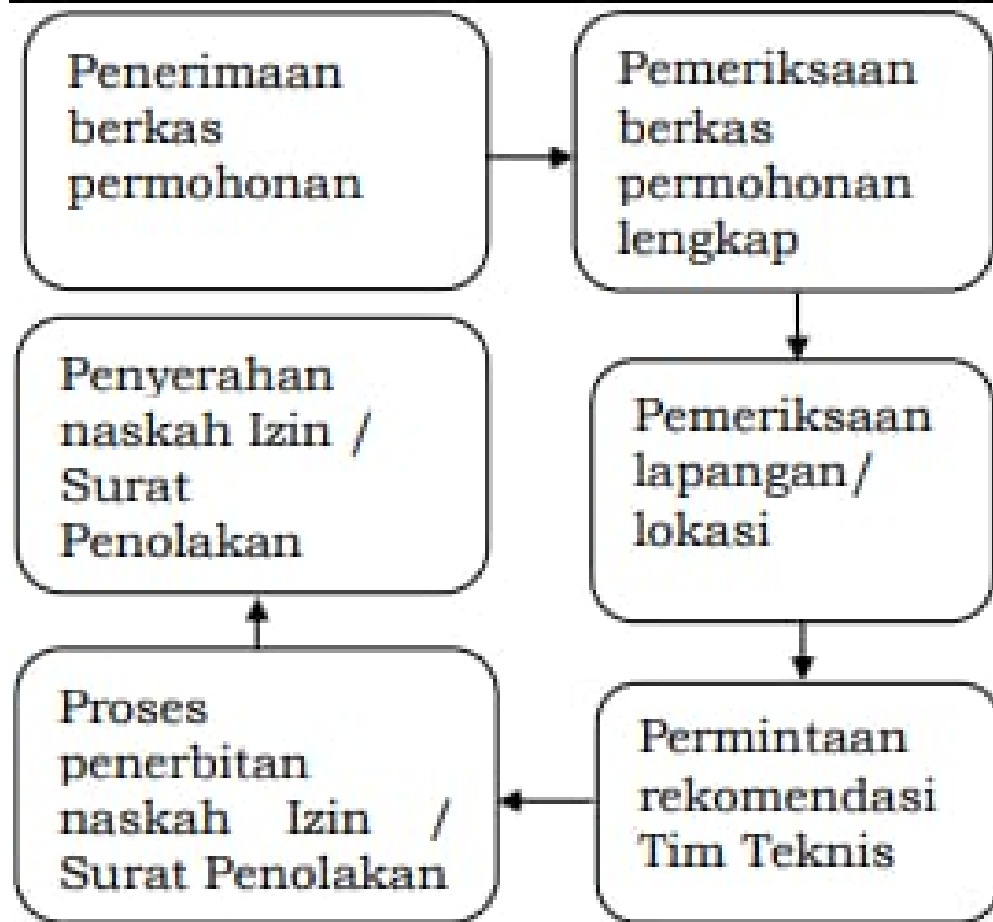 Penerimaan
berkas
permohonan
Pemeriksaan
berkas
permohonan
lengkap
Pemeriksaan
lapangan/
lokasi
Permintaan
rekomendasi
Tim Teknis
Proses
penerbitan
naskah Izin /
Surat Penolakan
Penyerahan
naskah Izin /
Surat
Penolakan